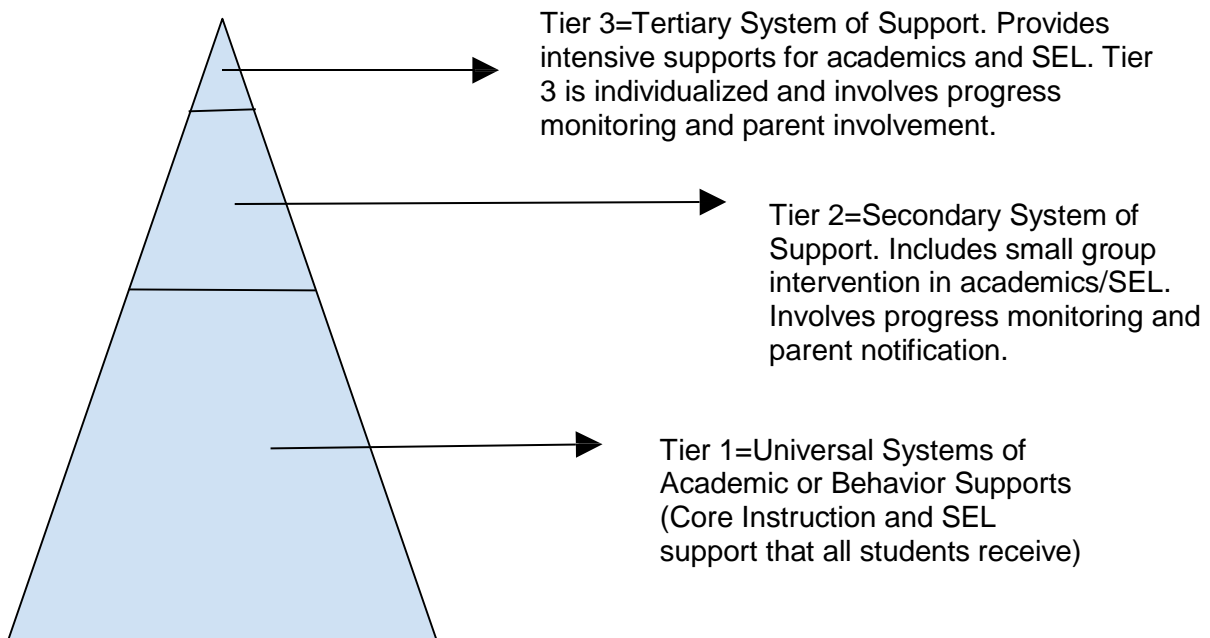 Tier 3=Tertiary System of Support. Provides
intensive supports for academics and SEL. Tier
3 is individualized and involves progress
monitoring and parent involvement.
Tier 2=Secondary System of
Support. Includes small group
intervention in academics/SEL.
Involves progress monitoring and
parent notification.
Tier 1=Universal Systems of
Academic or Behavior Supports
(Core Instruction and SEL
support that all students receive)